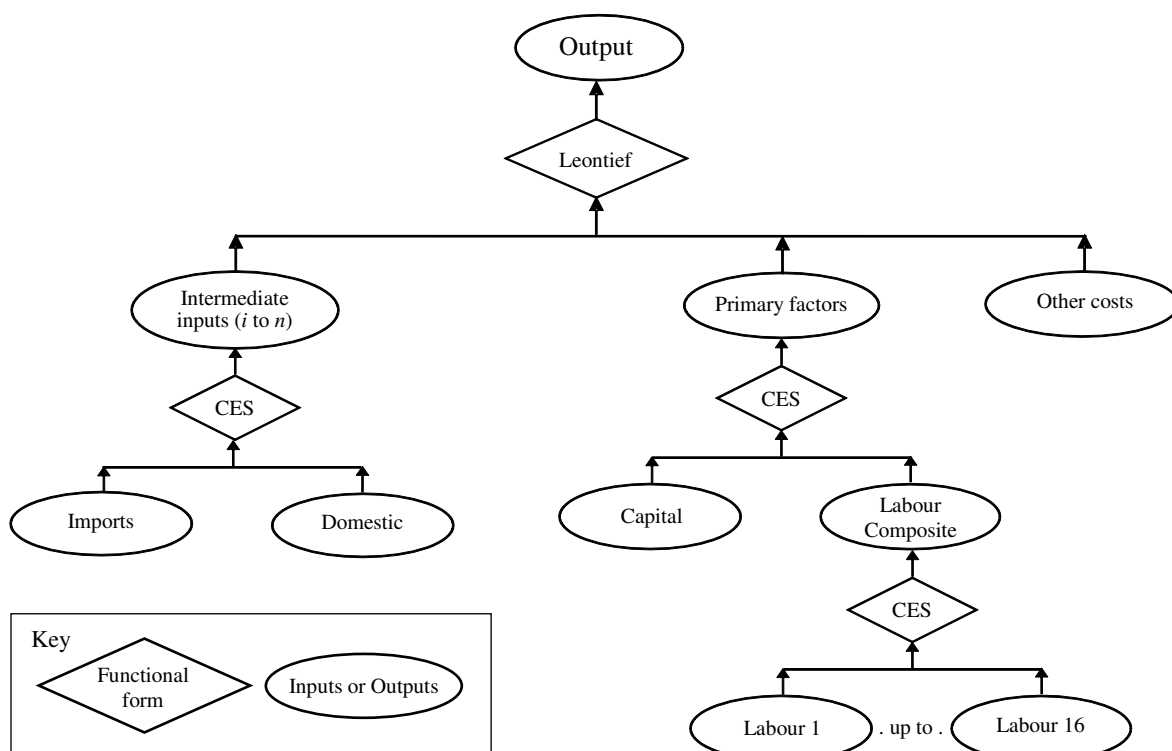 Output
Leontief
Intermediate
inputs (i to n)
Primary factors
Other costs
CES
CES
Imports
Domestic
Capital
Labour
Composite
CES
Key
Functional
form
Inputs or Outputs
Labour 1
. up to .
Labour 16